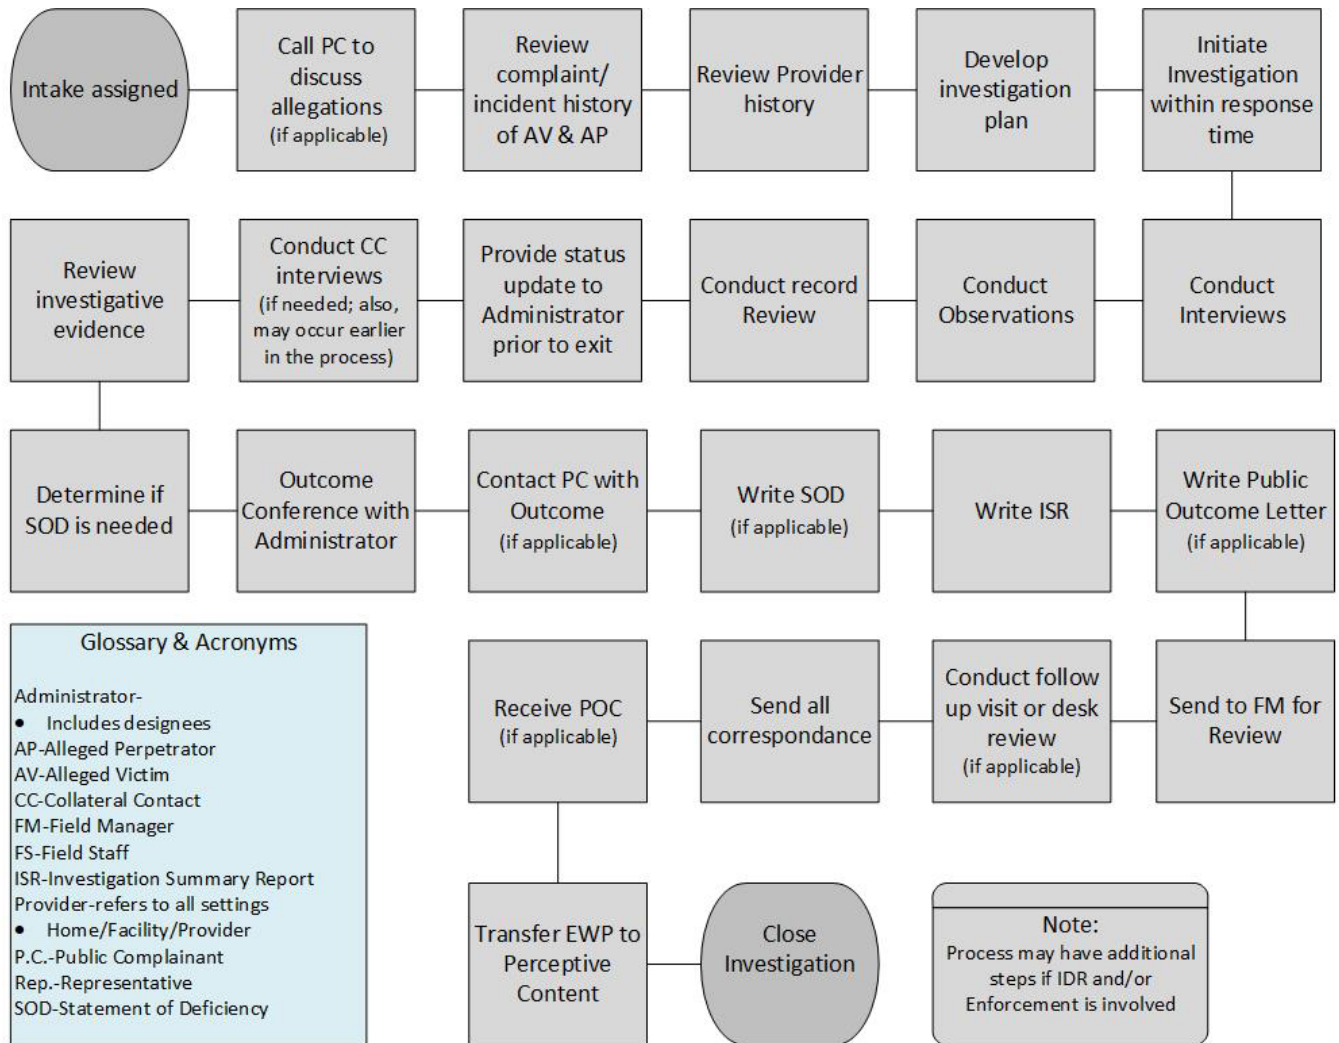 Intake assigned
Call PC to
discuss
allegations
(if applicable)
Review
complaint/
incident history
of AV & AP
Review Provider
history
Develop
investigation
plan
Initiate
Investigation
within response
time
Review
investigative
evidence
Conduct CC
interviews
(if needed; also,
may occur earlier
in the process)
Provide status
update to
Administrator
prior to exit
Conduct record
Review
Conduct
Observations
Conduct
Interviews
Determine if
SOD is needed
Outcome
Conference with
Administrator
Contact PC with
Outcome
(if applicable)
Write SOD
(if applicable)
Write ISR
Write Public
Outcome Letter
(if applicable)
Glossary & Acronyms
Administrator-
• Includes designees
AP-Alleged Perpetrator
AV-Alleged Victim
CC-Collateral Contact
FM-Field Manager
FS-Field Staff
ISR-Investigation Summary Report
Provider-refers to all settings
• Home/Facility/Provider
P.C.-Public Complainant
Rep.-Representative
SOD-Statement of Deficiency
Receive POC
(if applicable)
Send all
correspondance
Conduct follow
up visit or desk
review
(if applicable)
Send to FM for
Review
Transfer EWP to
Perceptive
Content
Close
Investigation
Note:
Process may have additional
steps if IDR and/or
Enforcement is involved